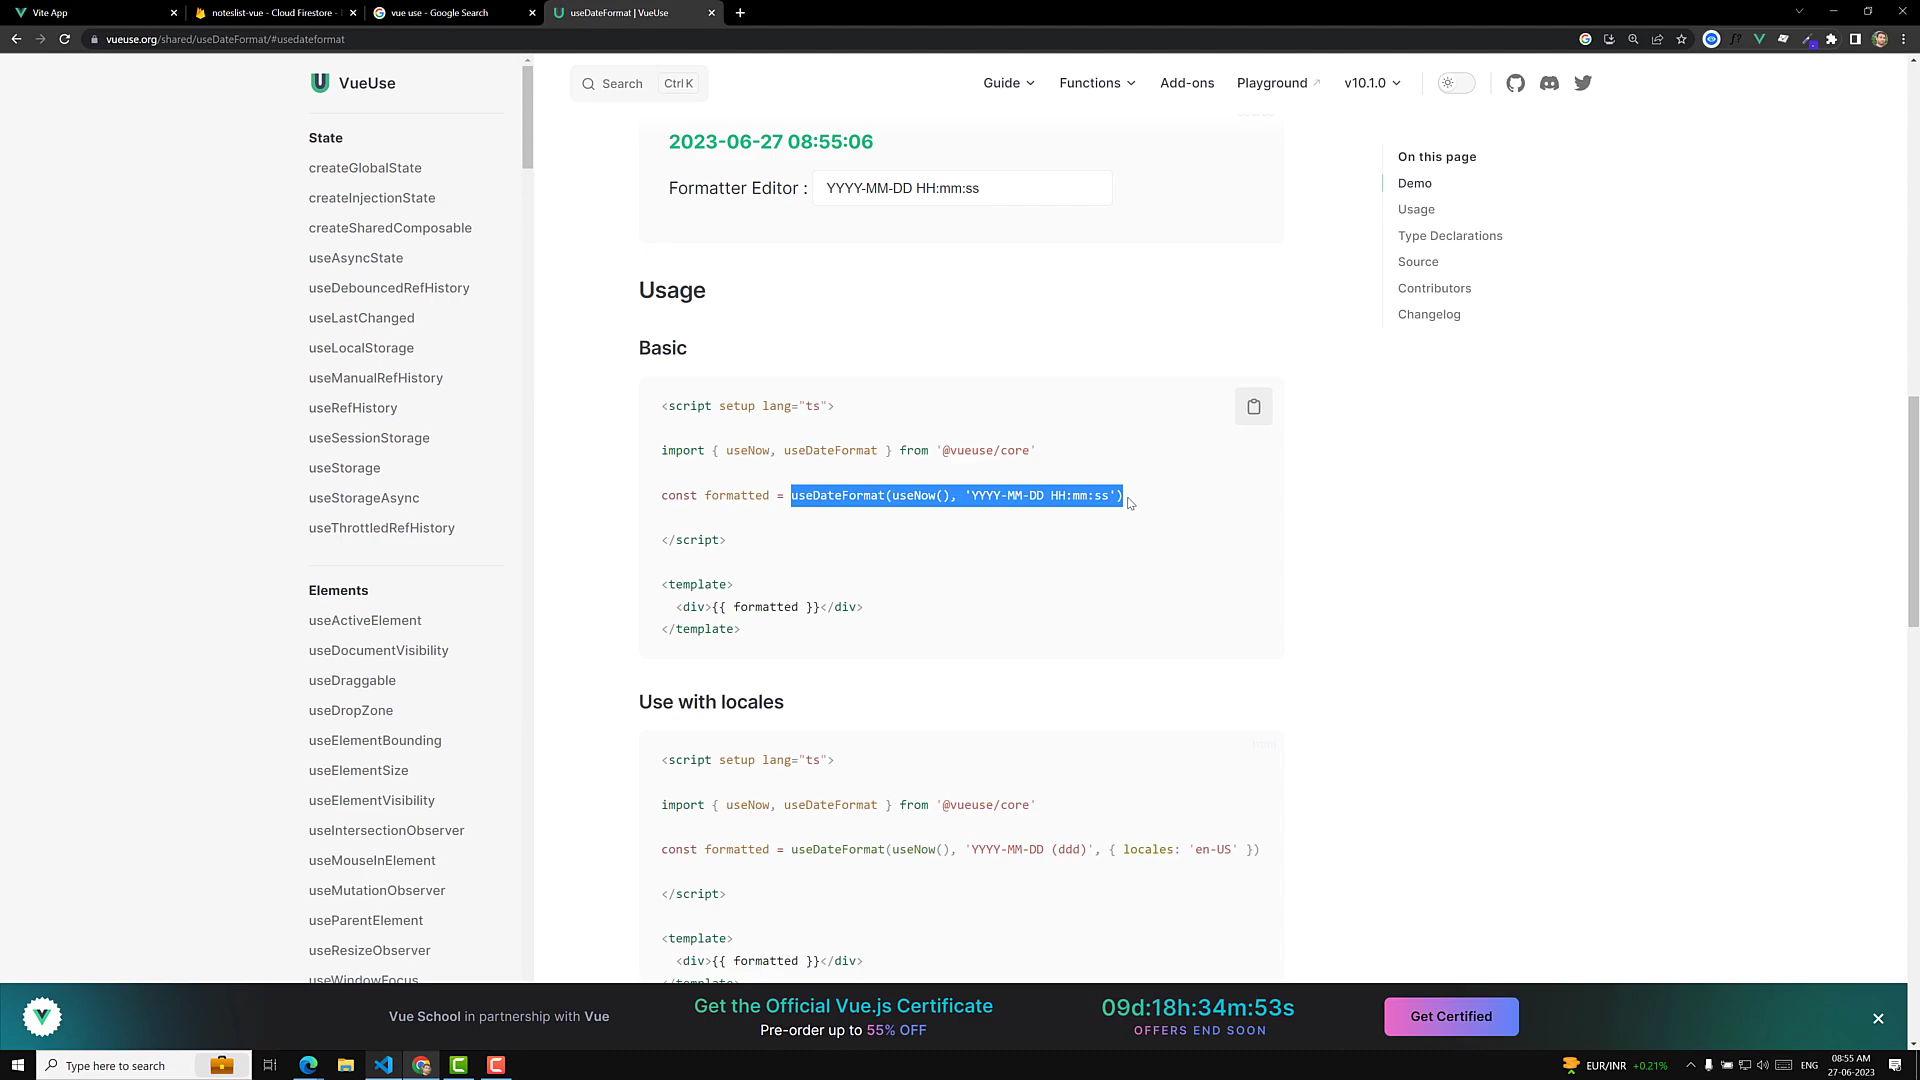 Vite App
noteslist-vue - Cloud Firestore -
vue use - Google Search
useDateFormat | VueUse
vueuse.org/shared/useDateFormat/#usedateformat
VueUse
Search
Ctrl K
Guide
Functions
Add-ons
Playground
v10.1.0
State
createGlobalState
createInjectionState
createSharedComposable
useAsyncState
useDebouncedRefHistory
useLastChanged
useLocalStorage
useManualRefHistory
useRefHistory
useSessionStorage
useStorage
useStorageAsync
useThrottledRefHistory
Elements
useActiveElement
useDocumentVisibility
useDraggable
useDropZone
useElementBounding
useElementSize
useElementVisibility
useIntersectionObserver
useMouseInElement
useMutationObserver
useParentElement
useResizeObserver
useWindowFocus
2023-06-27 08:55:06
Formatter Editor : YYYY-MM-DD HH:mm:ss
Usage
Basic
<script setup lang="ts">
import { useNow, useDateFormat } from '@vueuse/core'
const formatted = useDateFormat(useNow(), 'YYYY-MM-DD HH:mm:ss')
</script>
<template>
<div>{{ formatted }}</div>
</template>
Use with locales
html
<script setup lang="ts">
import { useNow, useDateFormat } from '@vueuse/core'
const formatted = useDateFormat(useNow(), 'YYYY-MM-DD (ddd)', { locales: 'en-US' })
</script>
<template>
<div>{{ formatted }}</div>
</template>
On this page
Demo
Usage
Type Declarations
Source
Contributors
Changelog
Vue School in partnership with Vue
Get the Official Vue.js Certificate
Pre-order up to 55% OFF
09d:18h:34m:53s
OFFERS END SOON
Get Certified
Type here to search
EUR/INR +0.21%
ENG
08:55 AM
27-06-2023